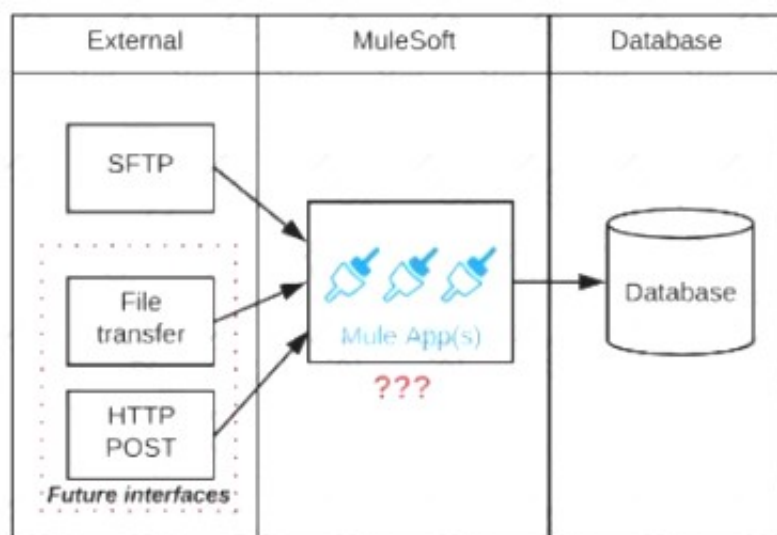 External
MuleSoft
Database
SFTP
File
transfer
HTTP
POST
Future interfaces
Mule App(s)
???
Database